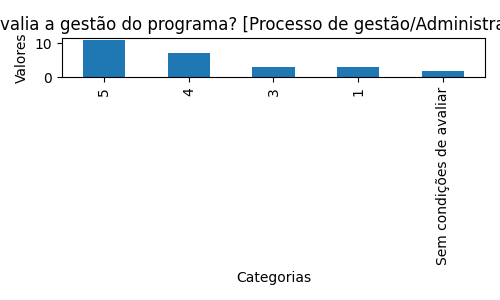 valia a gestão do programa? [Processo de gestão/Administra
Valores
10
0
5
4
3
1
Sem condições de avaliar
Categorias